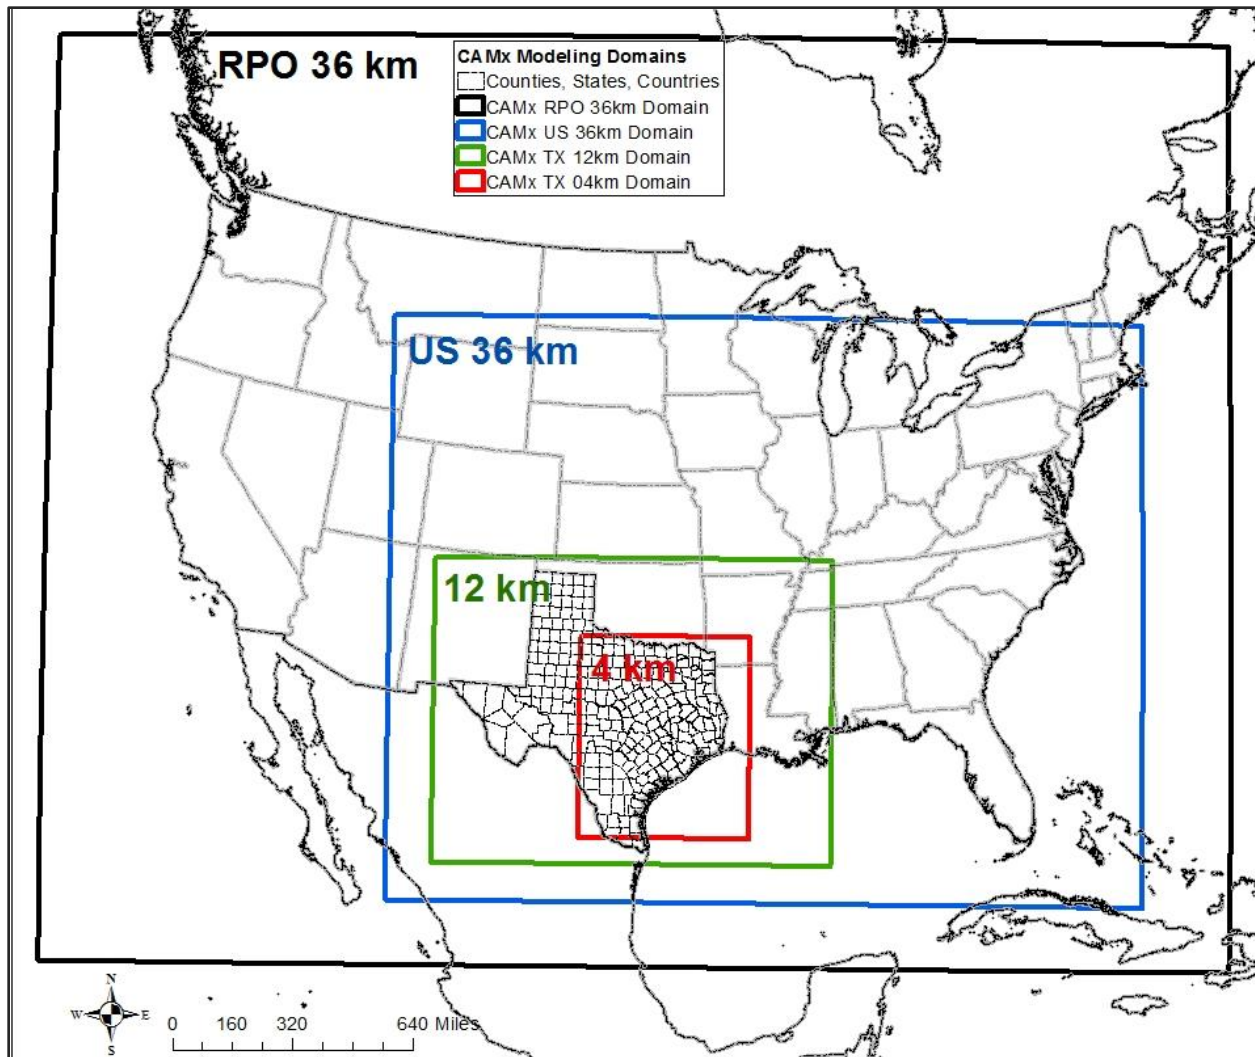 RPO 36 km
CAMx Modeling Domains
Counties, States, Countries
CAMx RPO 36km Domain
CAMx US 36km Domain
CAMx TX 12km Domain
CAMx TX 04km Domain
US 36 km
12 km
4 km
N
W E
S
0 160 320 640 Miles